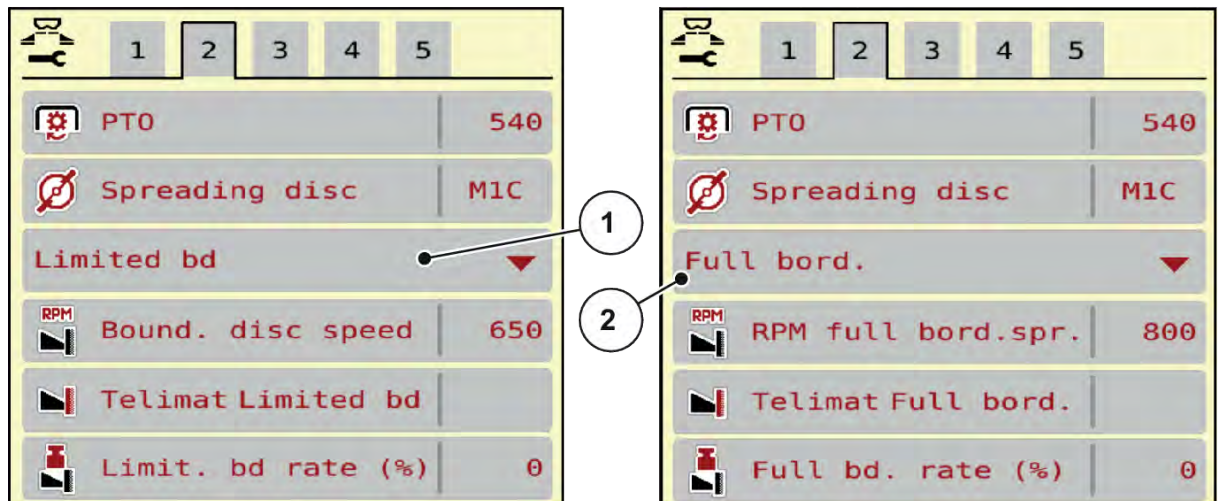 1 2 3 4 5
PTO 540
Spreading disc M1C
Limited bd
RPM
Bound. disc speed 650
Telimat Limited bd
Limit. bd rate (%) 0
1
2
1 2 3 4 5
PTO 540
Spreading disc M1C
Full bord.
RPM
RPM full bord.spr. 800
Telimat Full bord.
Full bd. rate (%) 0